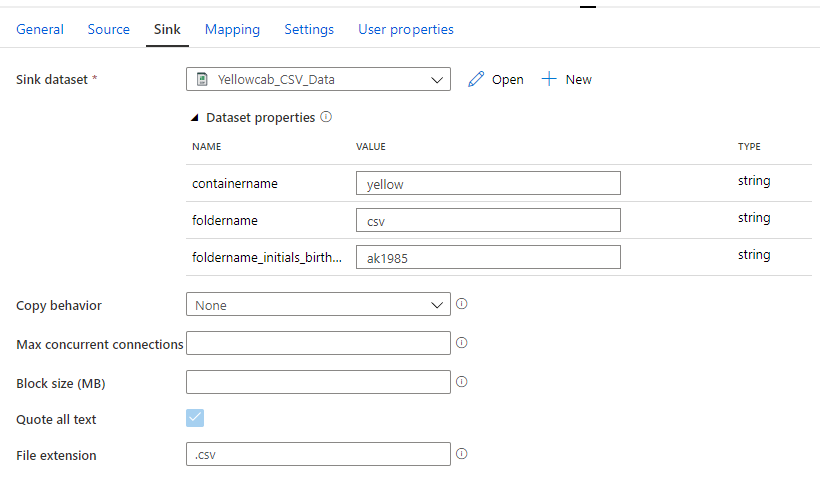 General Source Sink Mapping Settings User properties
Sink dataset * Yellowcab_CSV_Data Open New
Dataset properties
NAME VALUE TYPE
containername yellow string
foldername csv string
foldername_initials_birth... ak1985 string
Copy behavior None
Max concurrent connections
Block size (MB)
Quote all text
File extension .csv